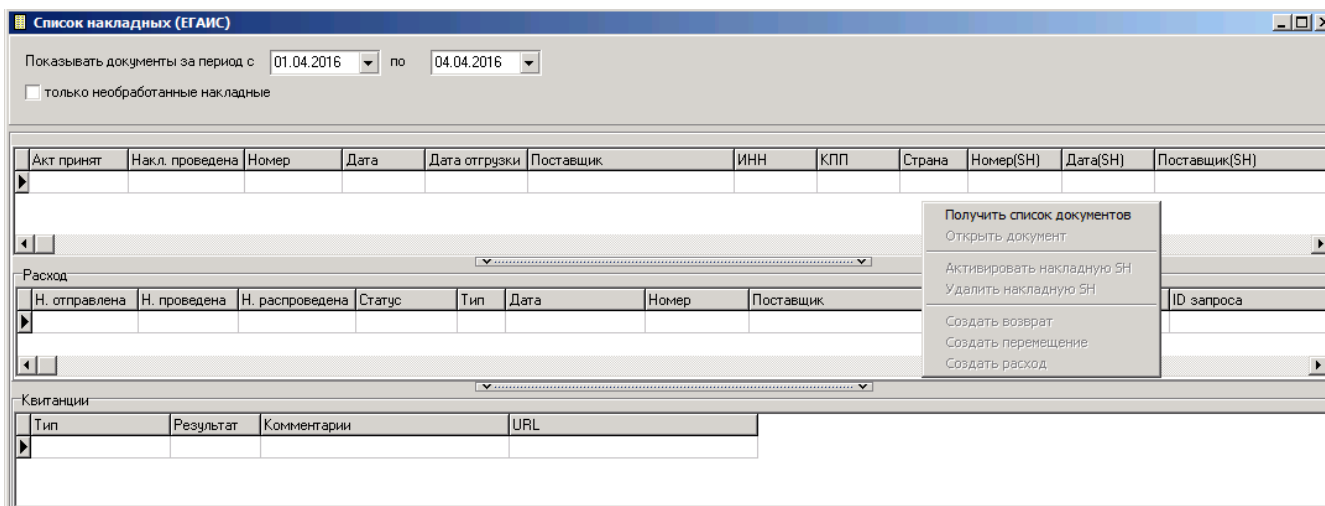 Список накладных (ЕГАИС)
Показывать документы за период с 01.04.2016 по 04.04.2016
только необработанные накладные
Акт принят Накл. проведена Номер Дата Дата отгрузки Поставщик ИНН КПП Страна Номер(SH) Дата(SH) Поставщик(SH)
Получить список документов
Открыть документ
Активировать накладную SH
Удалить накладную SH
Создать возврат
Создать перемещение
Создать расход
Расход
Н. отправлена Н. проведена Н. распроведена Статус Тип Дата Номер Поставщик ID запроса
Квитанции
Тип Результат Комментарии URL